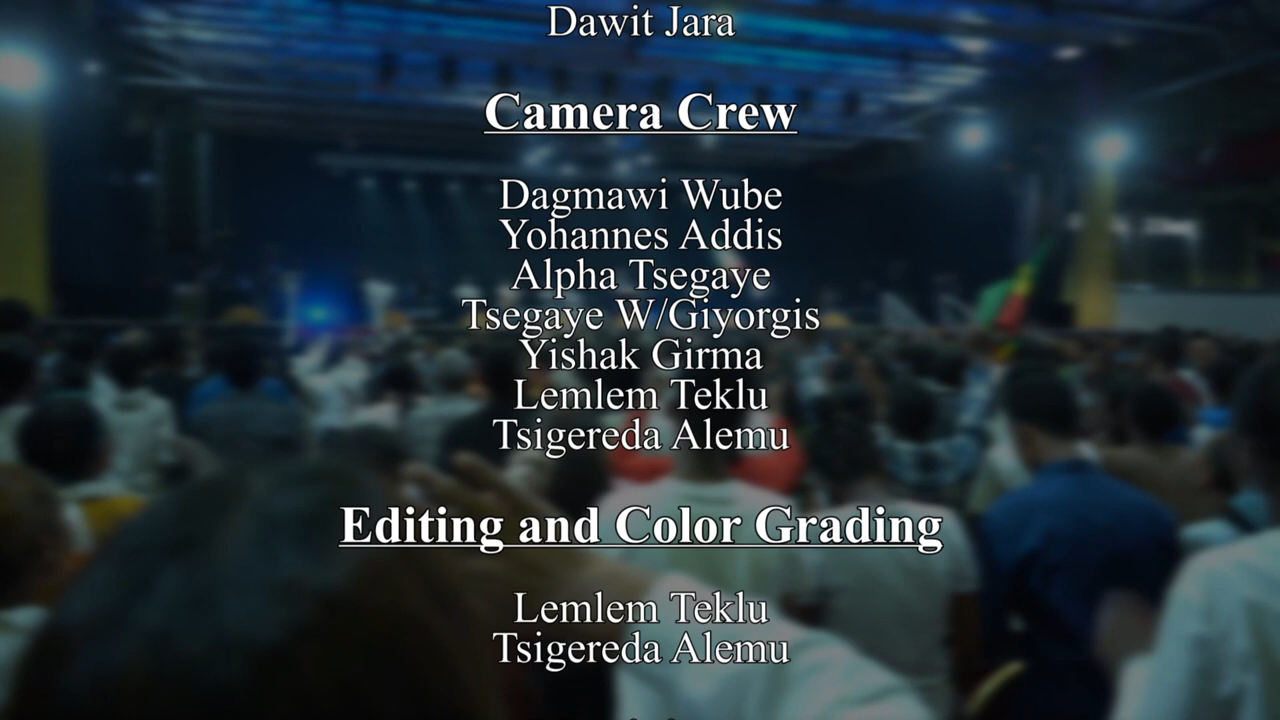 Dawit Jara
Camera Crew
Dagmawi Wube
Yohannes Addis
Alpha Tsegaye
Tsegaye W/Giyorgis
Yishak Girma
Lemlem Teklu
Tsigereda Alemu
Editing and Color Grading
Lemlem Teklu
Tsigereda Alemu